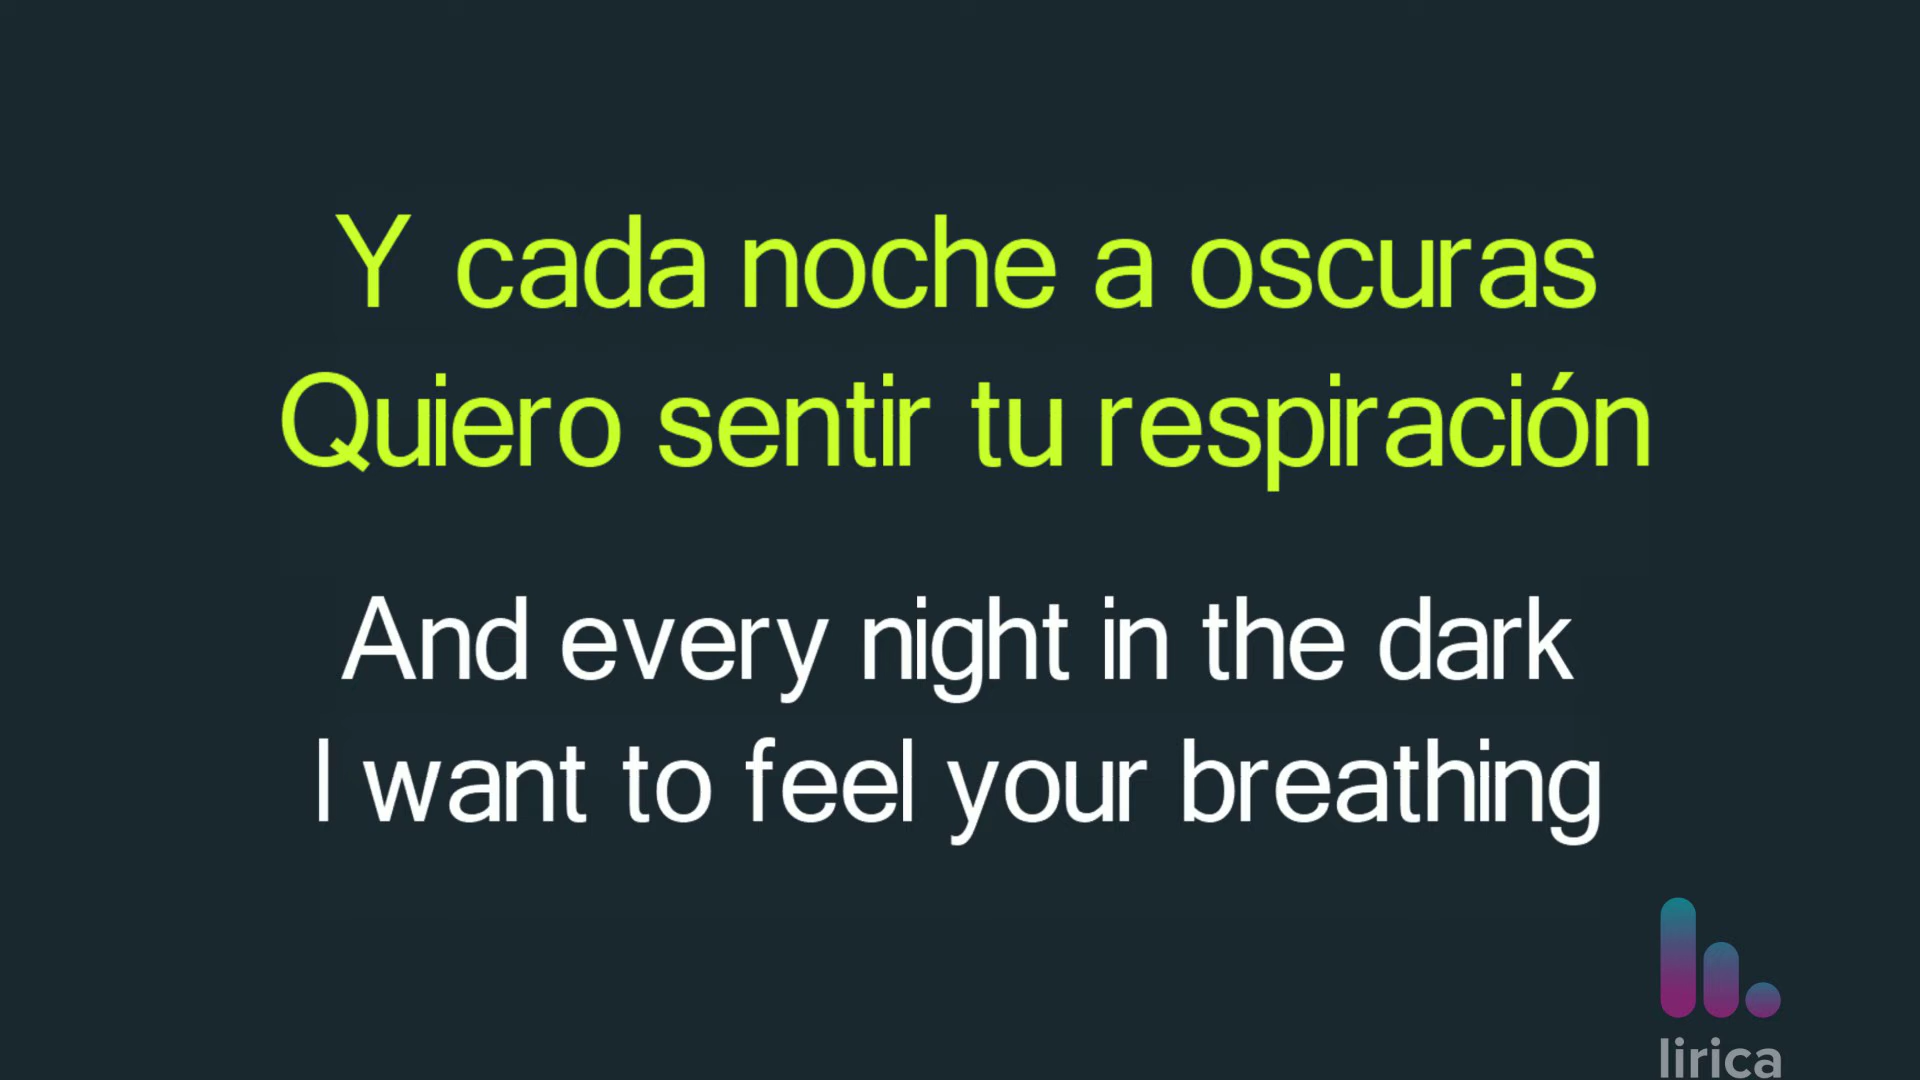 Y cada noche a oscuras
Quiero sentir tu respiración
And every night in the dark
I want to feel your breathing
lirica